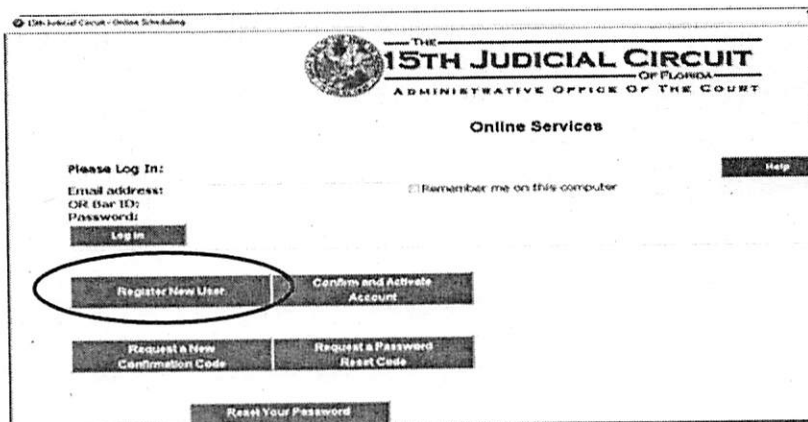 15th Judicial Circuit - Online Scheduling
THE
15TH JUDICIAL CIRCUIT
OF FLORIDA
ADMINISTRATIVE OFFICE OF THE COURT
Online Services
Please Log In:
Help
Email address:
Remember me on this computer
OR Bar ID:
Password:
Log In
Register New User
Confirm and Activate
Account
Request a New
Confirmation Code
Request a Password
Reset Code
Reset Your Password